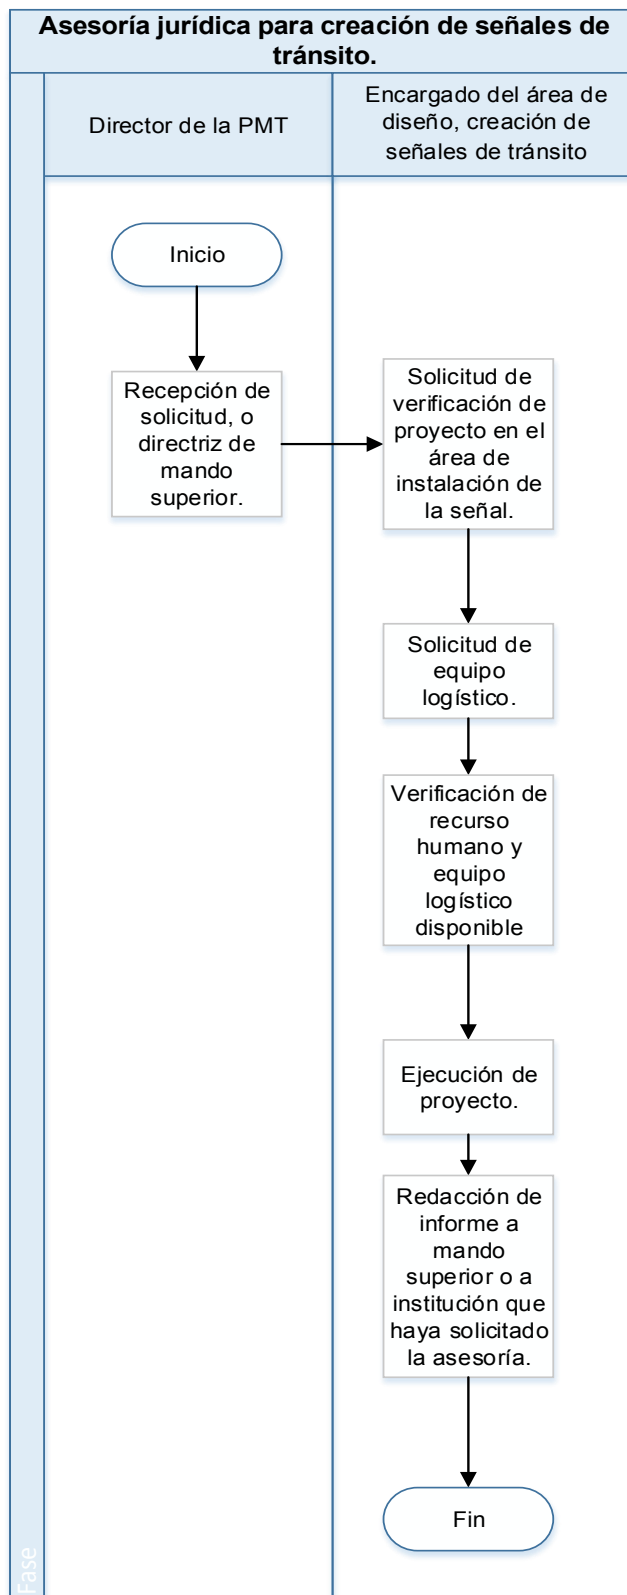 Asesoría jurídica para creación de señales de
tránsito.
Director de la PMT
Encargado del área de
diseño, creación de
señales de tránsito
Inicio
Recepción de
solicitud, o
directriz de
mando
superior.
Solicitud de
verificación de
proyecto en el
área de
instalación de
la señal.
Solicitud de
equipo
logístico.
Verificación de
recurso
humano y
equipo
logístico
disponible
Ejecución de
proyecto.
Redacción de
informe a
mando
superior o a
institución que
haya solicitado
la asesoría.
Fin
Fase